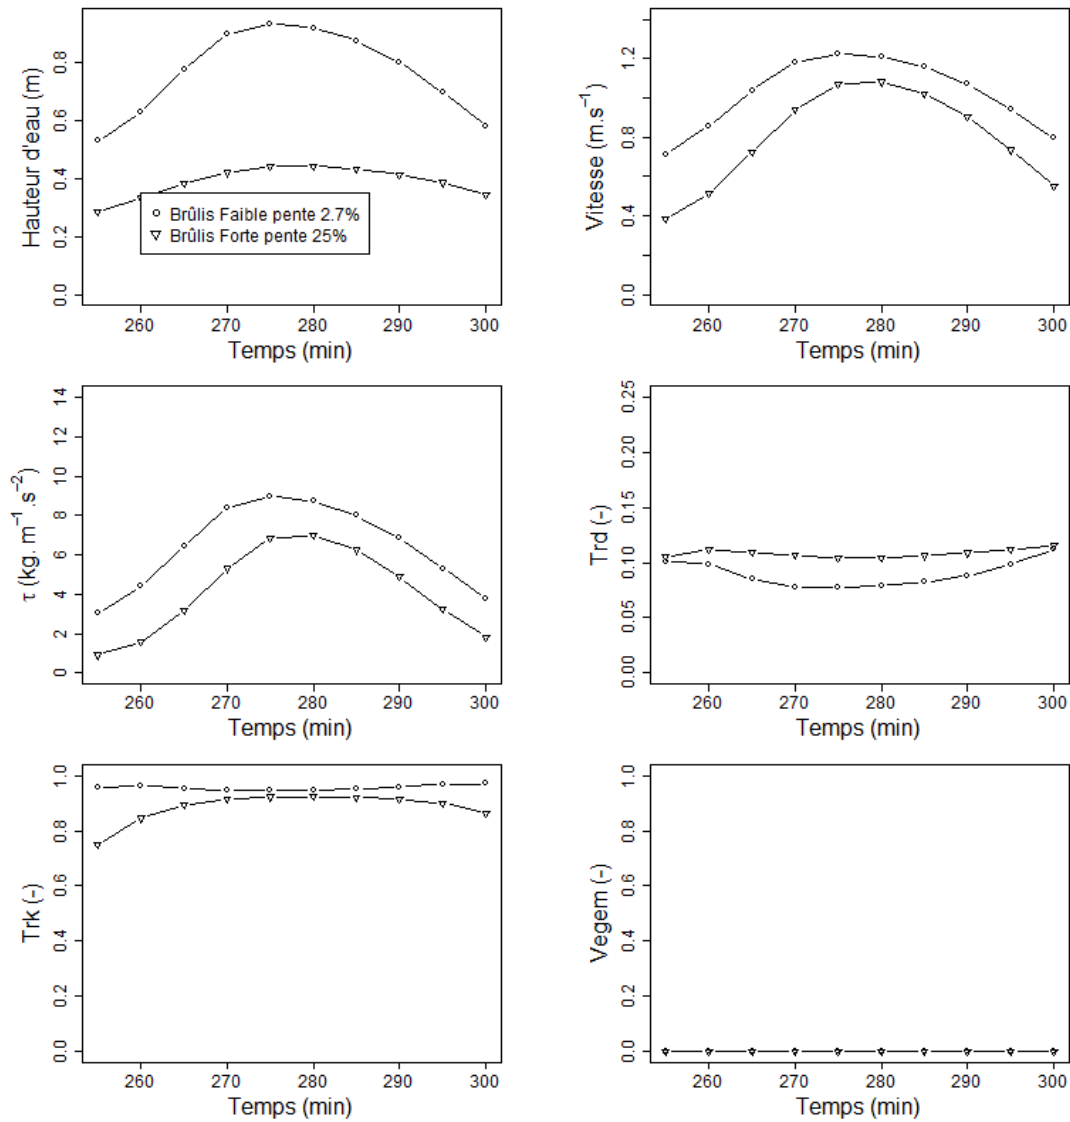 Hauteur d'eau (m)
0.0 0.2 0.4 0.6 0.8
Brûlis Faible pente 2.7%
Brûlis Forte pente 25%
260 270 280 290 300
Temps (min)
Vitesse (m.s⁻¹)
0.0 0.4 0.8 1.2
260 270 280 290 300
Temps (min)
τ (kg. m⁻¹.s⁻²)
0 2 4 6 8 10 12 14
260 270 280 290 300
Temps (min)
Trd (-)
0.00 0.05 0.10 0.15 0.20 0.25
260 270 280 290 300
Temps (min)
Trk (-)
0.0 0.2 0.4 0.6 0.8 1.0
260 270 280 290 300
Temps (min)
Vegem (-)
0.0 0.2 0.4 0.6 0.8 1.0
260 270 280 290 300
Temps (min)